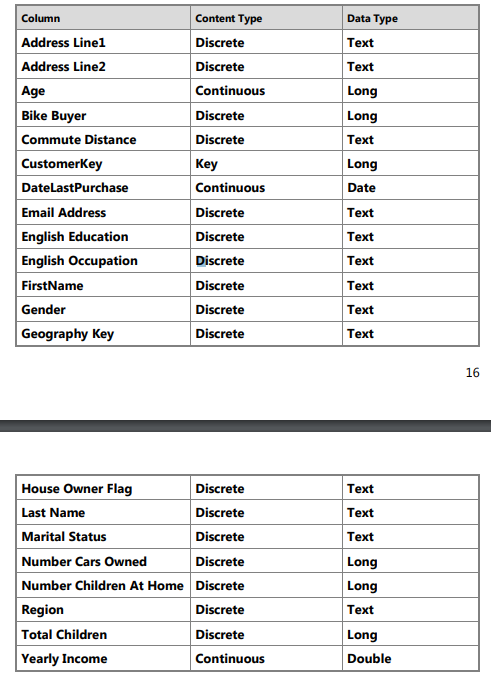 Column Content Type Data Type
Address Line1 Discrete Text
Address Line2 Discrete Text
Age Continuous Long
Bike Buyer Discrete Long
Commute Distance Discrete Text
CustomerKey Key Long
DateLastPurchase Continuous Date
Email Address Discrete Text
English Education Discrete Text
English Occupation Discrete Text
FirstName Discrete Text
Gender Discrete Text
Geography Key Discrete Text
16
House Owner Flag Discrete Text
Last Name Discrete Text
Marital Status Discrete Text
Number Cars Owned Discrete Long
Number Children At Home Discrete Long
Region Discrete Text
Total Children Discrete Long
Yearly Income Continuous Double